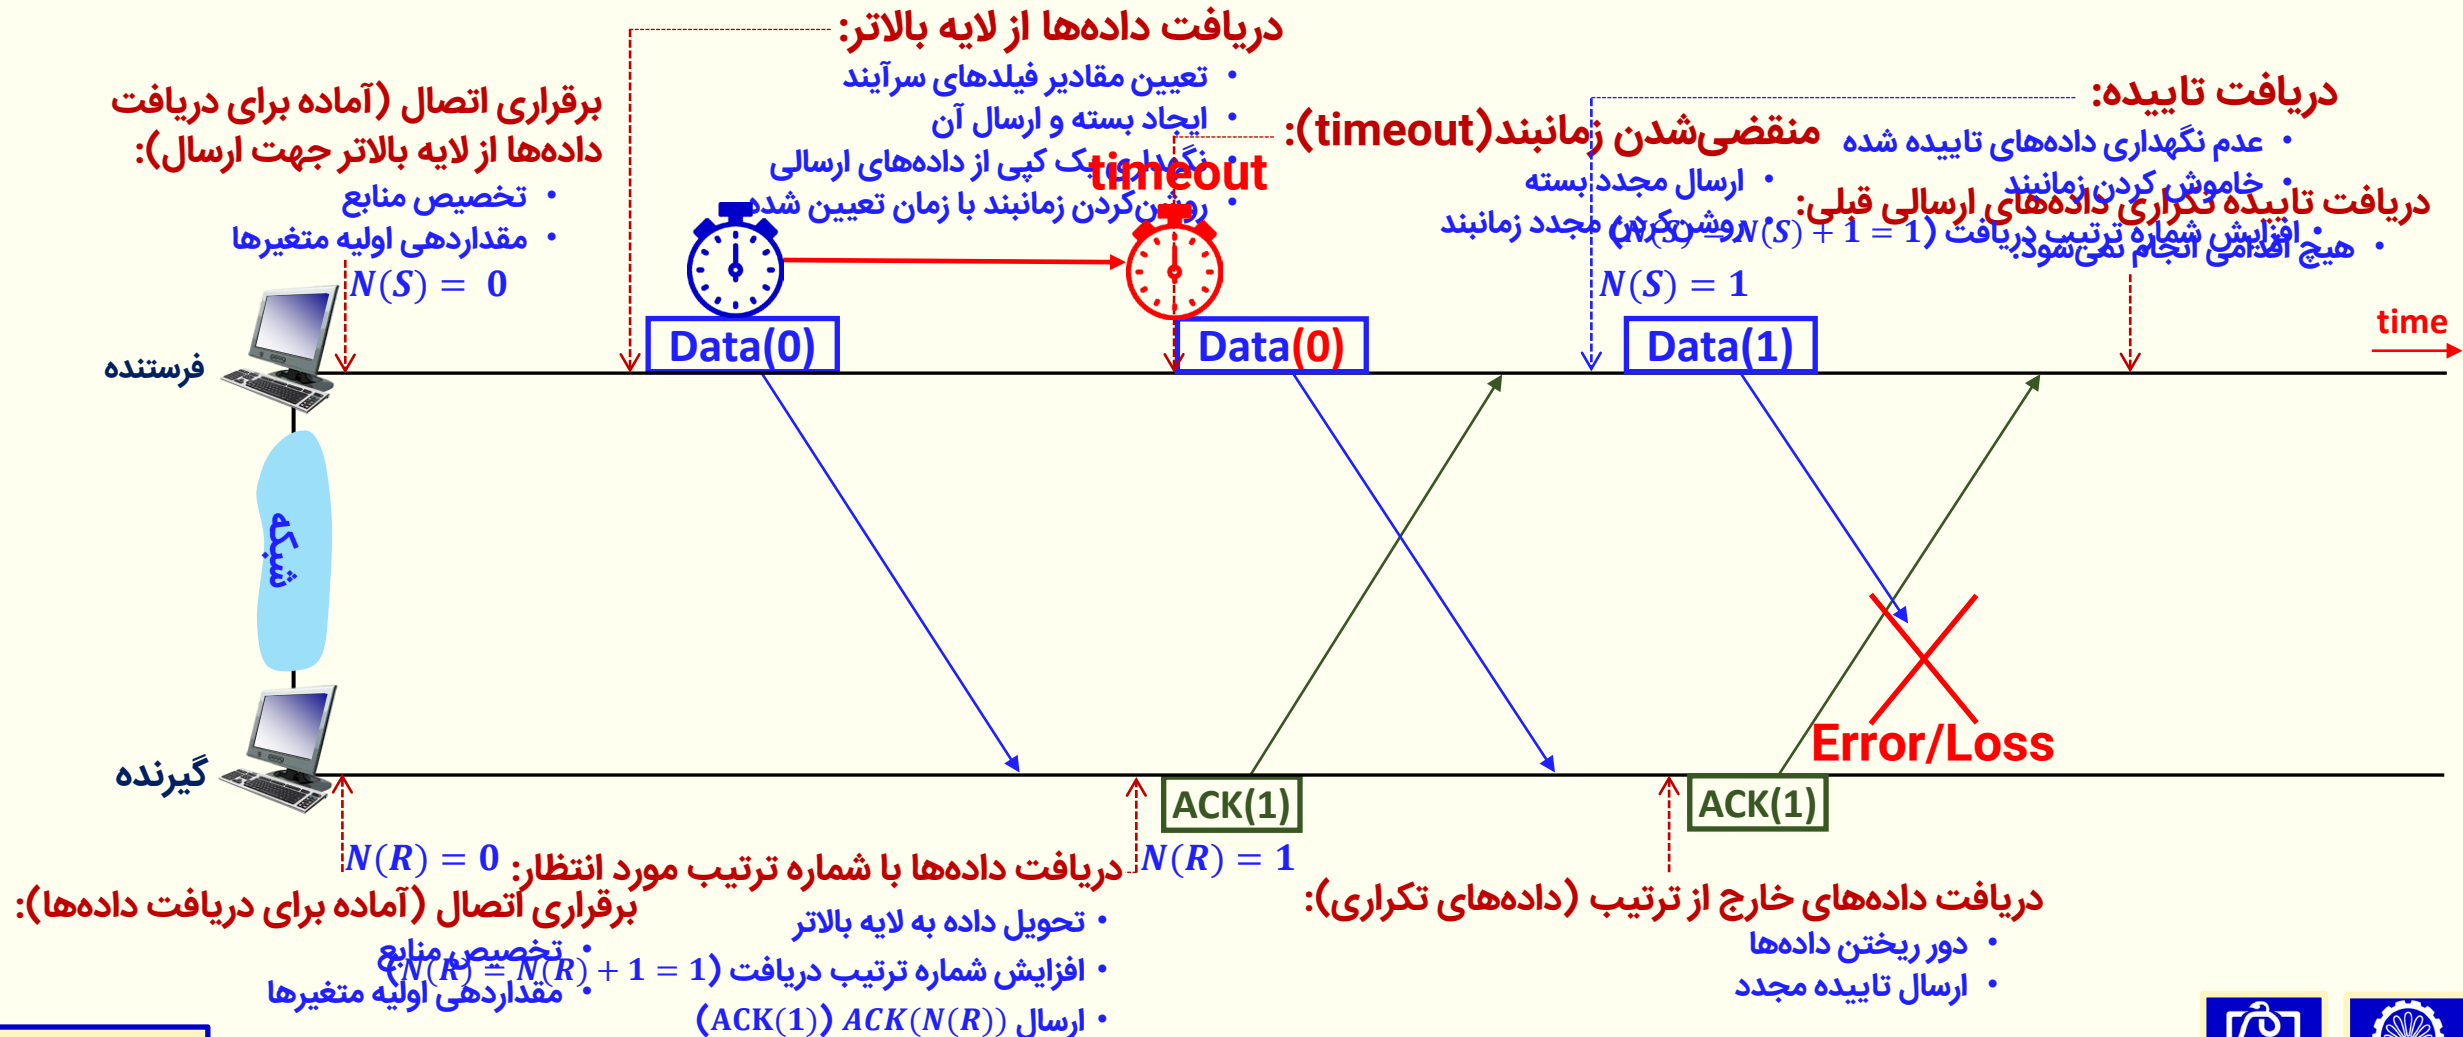 دریافت داده‌ها از لایه بالاتر:
• تعیین مقادیر فیلدهای سرآیند
• ایجاد بسته و ارسال آن
• نگهداری یک کپی از داده‌های ارسالی
• روشن‌کردن زمانبند با زمان تعیین شده
برقراری اتصال (آماده برای دریافت
داده‌ها از لایه بالاتر جهت ارسال):
• تخصیص منابع
• مقداردهی اولیه متغیرها
N(S) = 0
منقضی‌شدن زمانبند(timeout):
• ارسال مجدد بسته
• روشن‌کردن مجدد زمانبند
timeout
دریافت تاییده:
• عدم نگهداری داده‌های تاییده شده
• خاموش کردن زمانبند
• افزایش شماره ترتیب دریافت (N(S) = N(S) + 1 = 1)
N(S) = 1
دریافت تاییده تکراری داده‌های ارسالی قبلی:
• هیچ اقدامی انجام نمی‌شود.
time
Data(0)
Data(0)
Data(1)
فرستنده
شبکه
Error/Loss
گیرنده
ACK(1)
ACK(1)
N(R) = 0
برقراری اتصال (آماده برای دریافت داده‌ها):
• تخصیص منابع
• مقداردهی اولیه متغیرها
دریافت داده‌ها با شماره ترتیب مورد انتظار:
N(R) = 1
• تحویل داده به لایه بالاتر
• افزایش شماره ترتیب دریافت (N(R) = N(R) + 1 = 1)
• ارسال ACK(N(R)) (ACK(1))
دریافت داده‌های خارج از ترتیب (داده‌های تکراری):
• دور ریختن داده‌ها
• ارسال تاییده مجدد